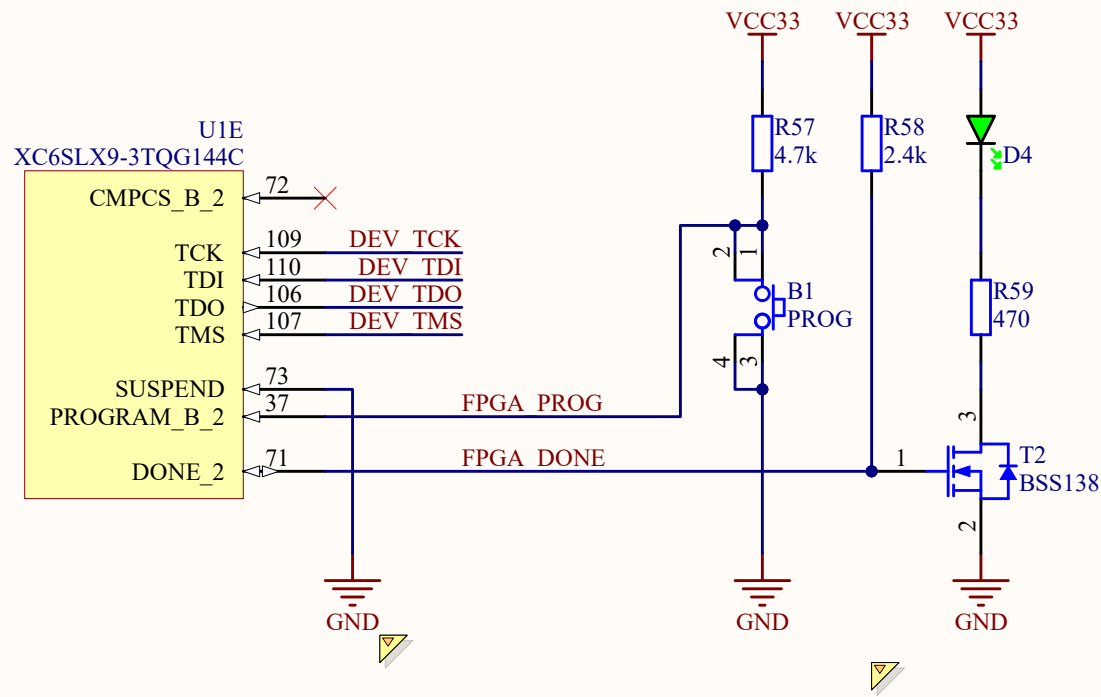 VCC33 VCC33 VCC33
U1E
XC6SLX9-3TQG144C
R57
4.7k
R58
2.4k
D4
CMPCS_B_2 72
TCK 109 DEV_TCK
TDI 110 DEV_TDI
TDO 106 DEV_TDO
TMS 107 DEV_TMS
2 1
B1
PROG
4 3
R59
470
SUSPEND 73
PROGRAM_B_2 37 FPGA_PROG
DONE_2 71 FPGA_DONE
1
3
T2
BSS138
2
GND GND GND